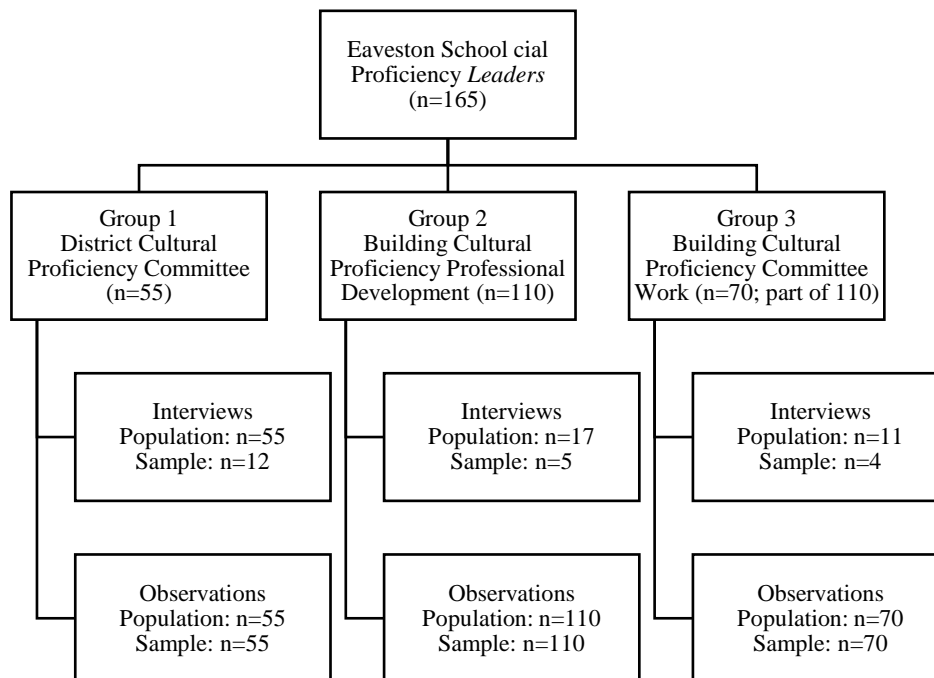 Eaveston School cial
Proficiency Leaders
(n=165)
Group 1
District Cultural
Proficiency Committee
(n=55)
Group 2
Building Cultural
Proficiency Professional
Development (n=110)
Group 3
Building Cultural
Proficiency Committee
Work (n=70; part of 110)
Interviews
Population: n=55
Sample: n=12
Interviews
Population: n=17
Sample: n=5
Interviews
Population: n=11
Sample: n=4
Observations
Population: n=55
Sample: n=55
Observations
Population: n=110
Sample: n=110
Observations
Population: n=70
Sample: n=70